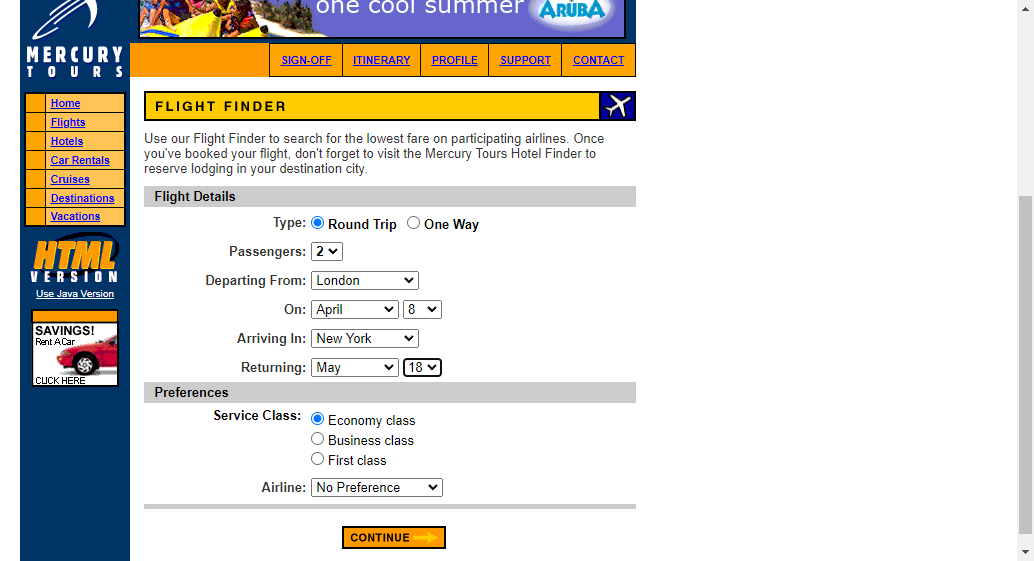 one cool summer
ARUBA
MERCURY
TOURS
SIGN-OFF ITINERARY PROFILE SUPPORT CONTACT
Home
Flights
Hotels
Car Rentals
Cruises
Destinations
Vacations
HTML
VERSION
Use Java Version
SAVINGS!
Rent A Car
CLICK HERE
FLIGHT FINDER
Use our Flight Finder to search for the lowest fare on participating airlines. Once
you've booked your flight, don't forget to visit the Mercury Tours Hotel Finder to
reserve lodging in your destination city.
Flight Details
Type: Round Trip One Way
Passengers: 2
Departing From: London
On: April 8
Arriving In: New York
Returning: May 18
Preferences
Service Class: Economy class
Business class
First class
Airline: No Preference
CONTINUE